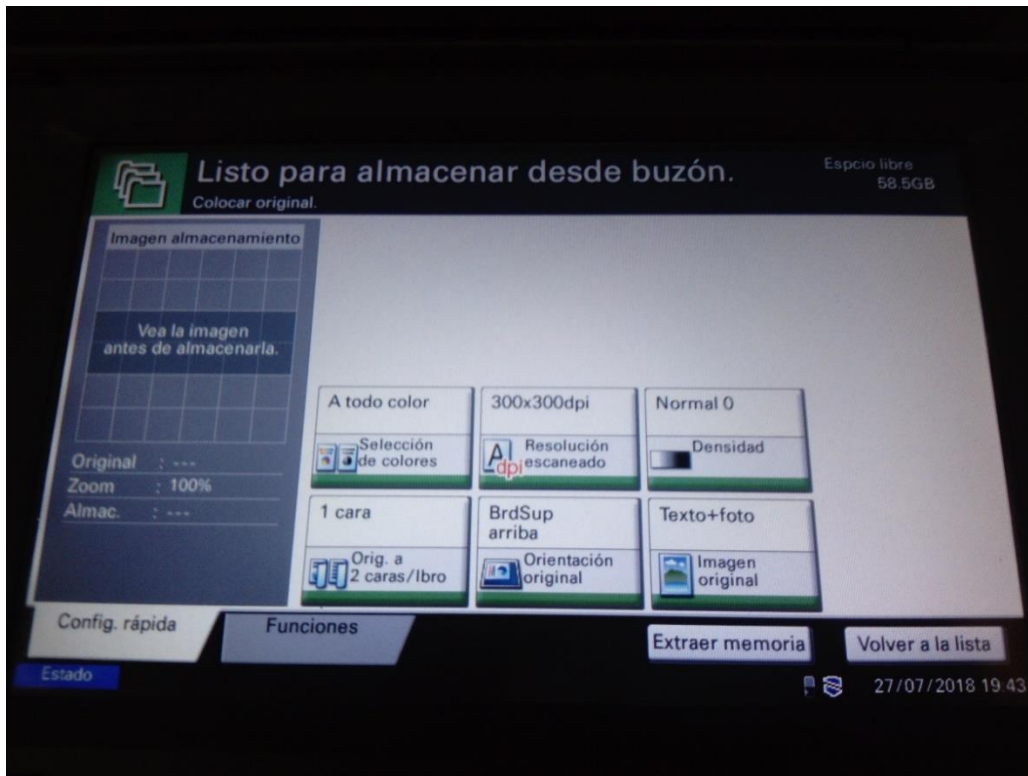 Listo para almacenar desde buzón.
Colocar original.
Espcio libre
58.5GB
Imagen almacenamiento
Vea la imagen
antes de almacenarla.
Original : ---
Zoom : 100%
Almac. : ---
A todo color
Selección
de colores
300x300dpi
A
dpi
Resolución
escaneado
Normal 0
Densidad
1 cara
Orig. a
2 caras/lbro
BrdSup
arriba
Orientación
original
Texto+foto
Imagen
original
Config. rápida
Funciones
Extraer memoria
Volver a la lista
Estado
27/07/2018 19:43